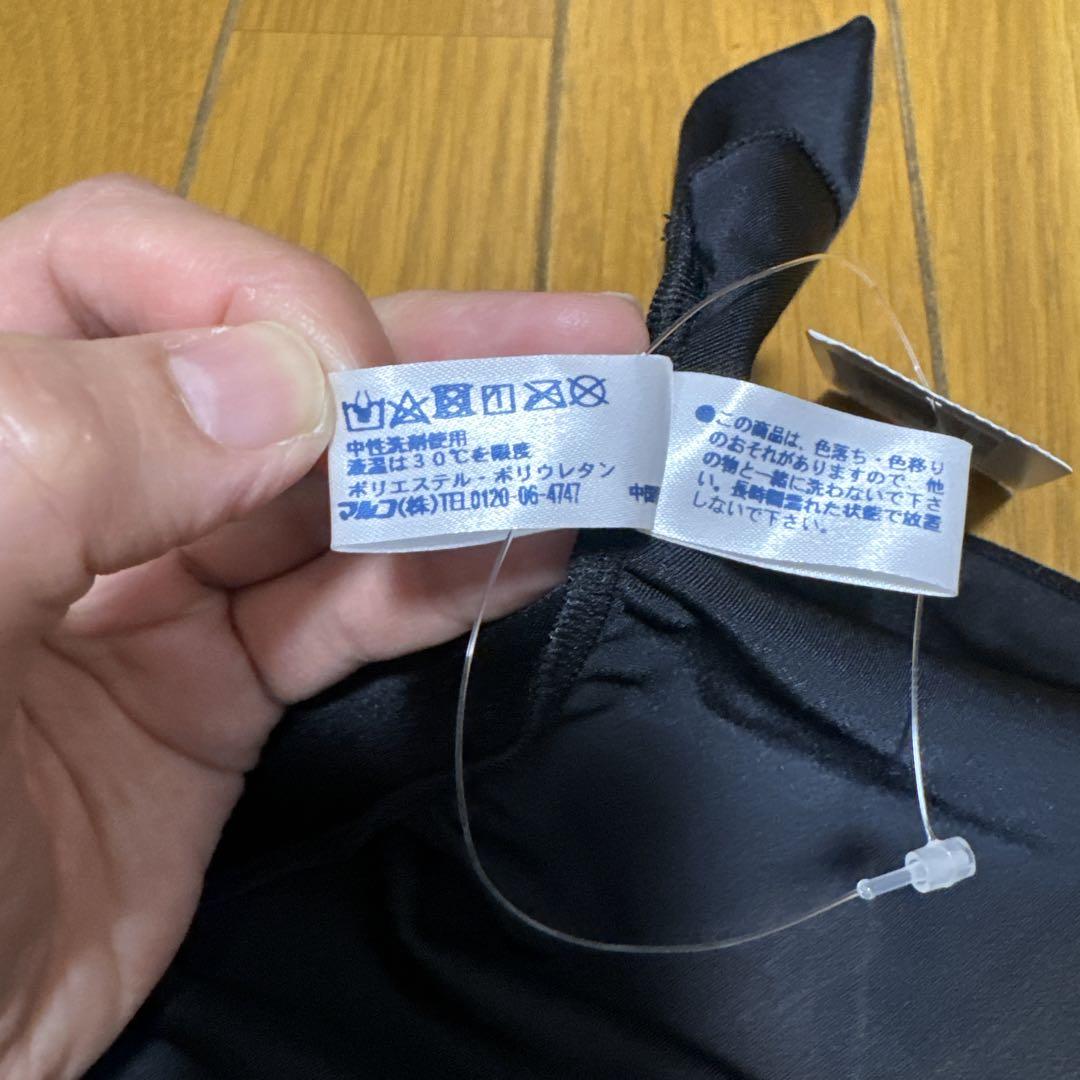 中性洗剤使用
液温は30℃を限度
ポリエステル・ポリウレタン
マルコ(株)TEL0120-06-4747
中国
●この商品は、色落ち・色移り
のおそれがありますので、他
の物と一緒に洗わないで下さ
い。長時間濡れた状態で放置
しないで下さい。